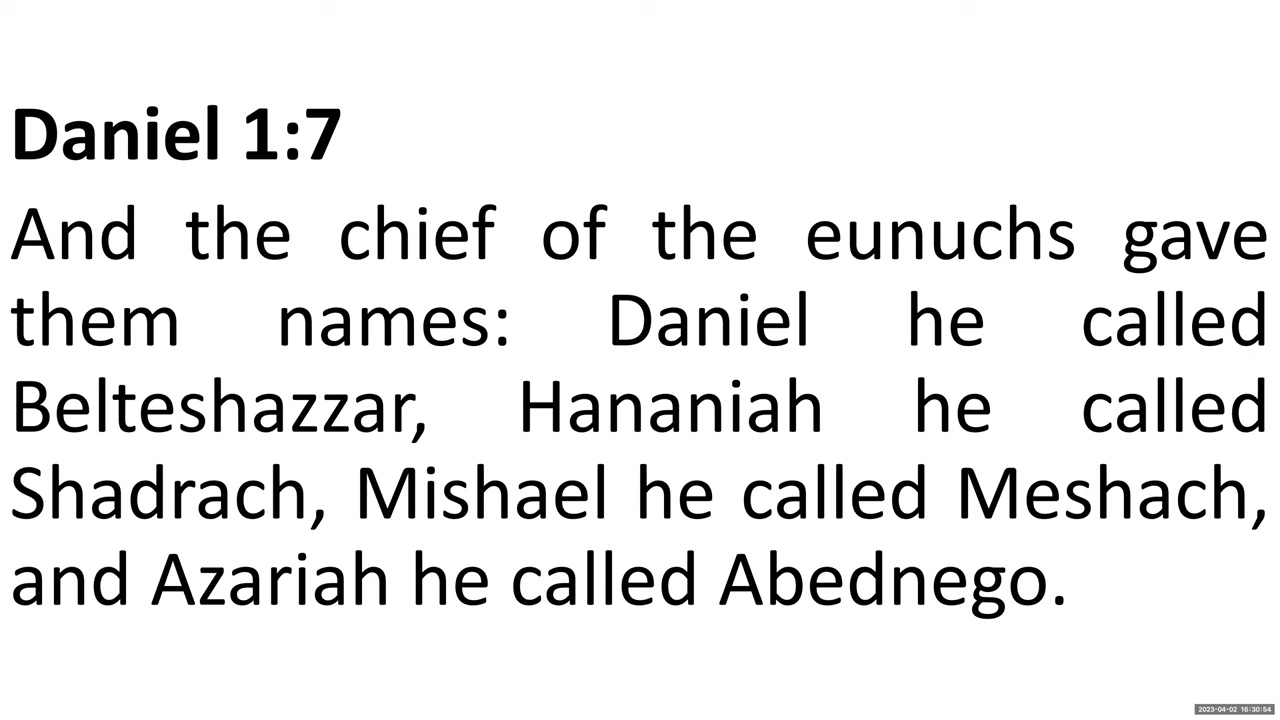 Daniel 1:7
And the chief of the eunuchs gave
them names: Daniel he called
Belteshazzar, Hananiah he called
Shadrach, Mishael he called Meshach,
and Azariah he called Abednego.
2023-04-02 16:30:54